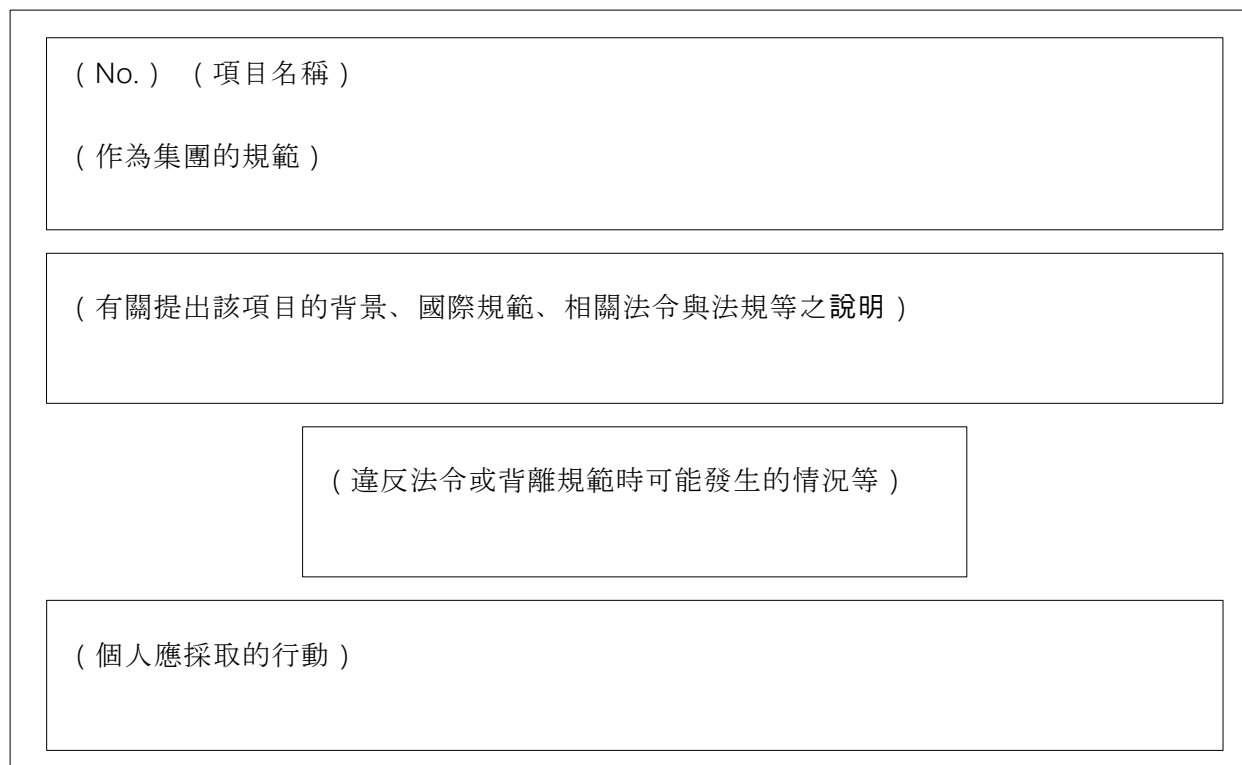 （No.）（項目名稱）
（作為集團的規範）
（有關提出該項目的背景、國際規範、相關法令與法規等之說明）
（違反法令或背離規範時可能發生的情況等）
（個人應採取的行動）